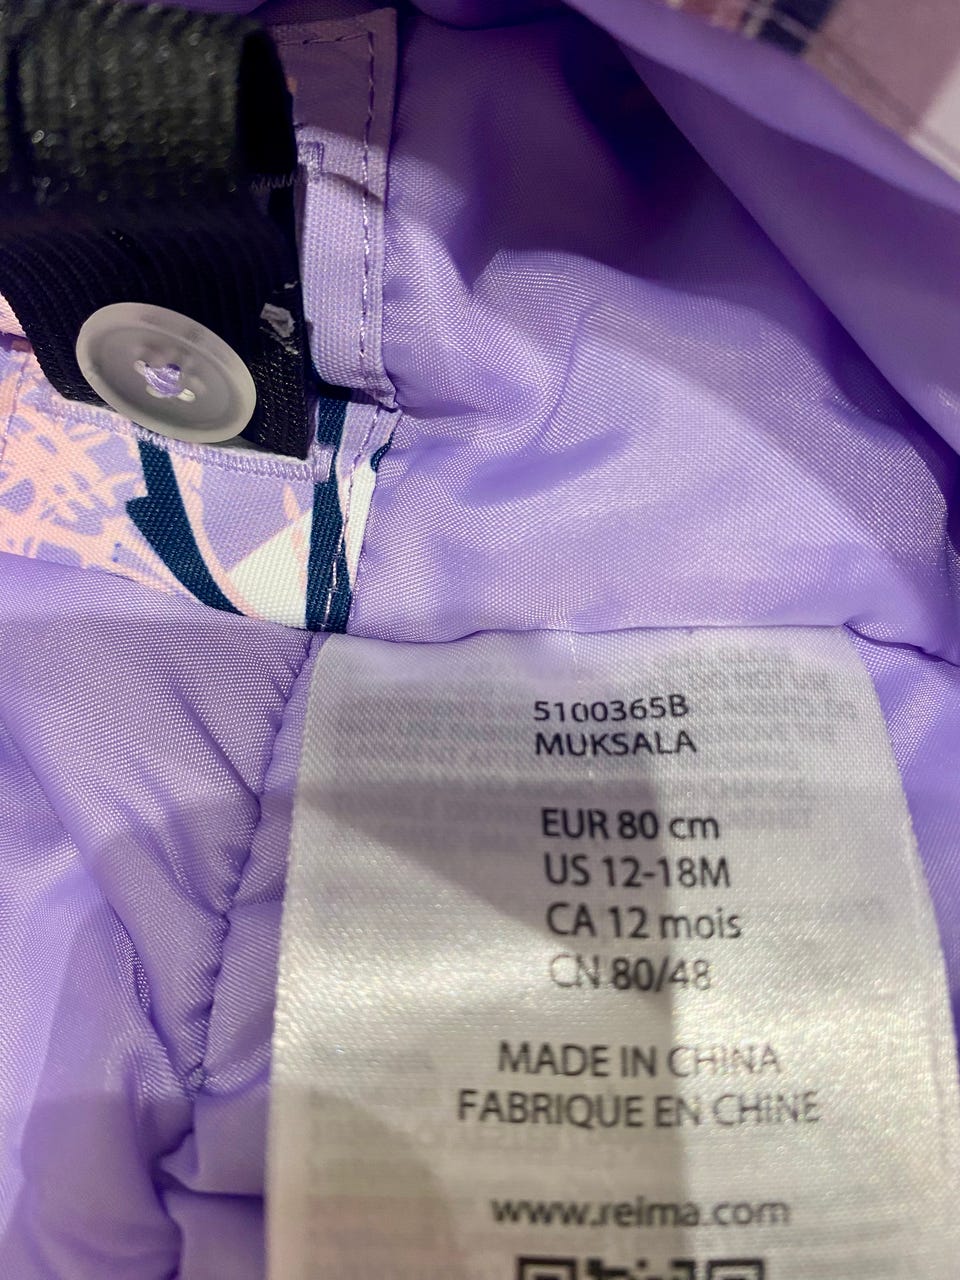 5100365B
MUKSALA
EUR 80 cm
US 12-18M
CA 12 mois
CN 80/48
MADE IN CHINA
FABRIQUE EN CHINE
www.reima.com